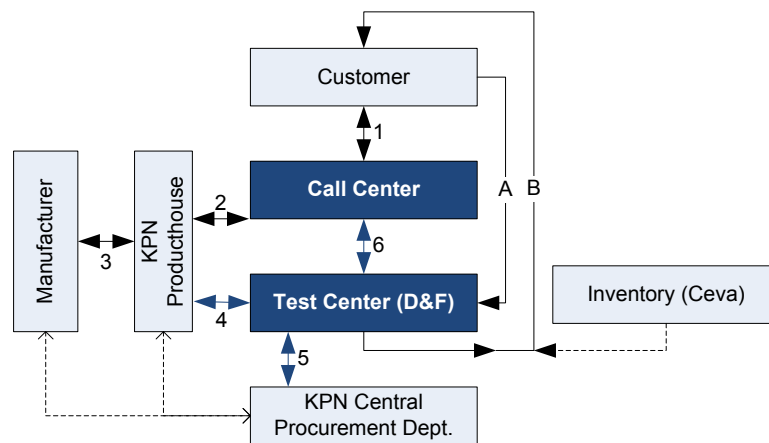 Customer
1
Call Center
A
B
Manufacturer
KPN
Producthouse
2
3
6
4
Test Center (D&F)
Inventory (Ceva)
5
KPN Central
Procurement Dept.